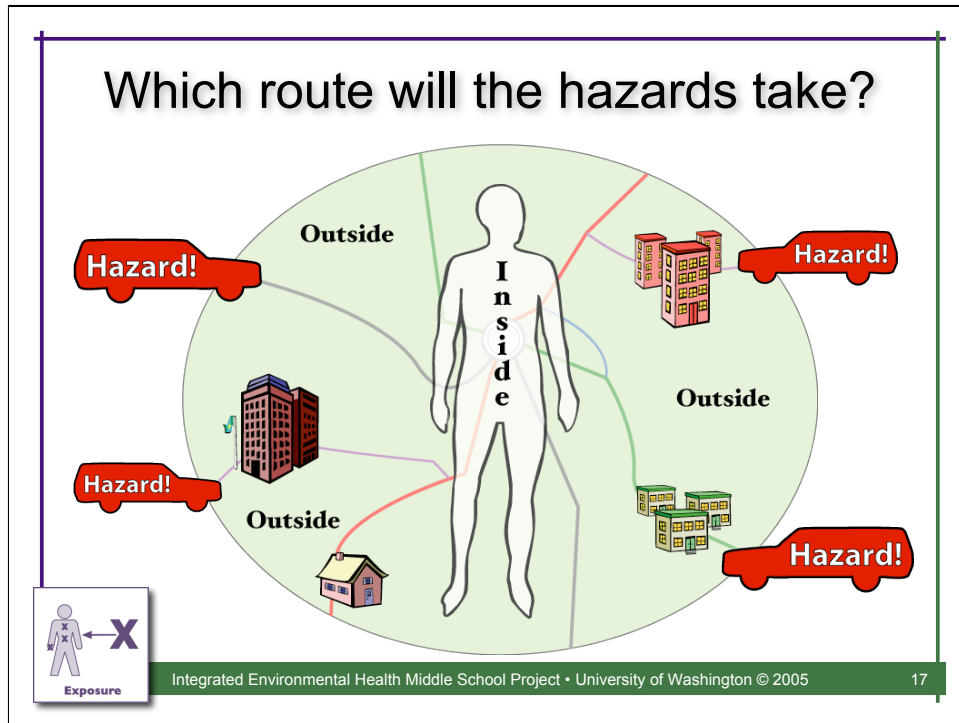 Which route will the hazards take?
Outside
Hazard!
Hazard!
Inside
Outside
Hazard!
Outside
Hazard!
X
X
X
X
Exposure
Integrated Environmental Health Middle School Project • University of Washington © 2005 17